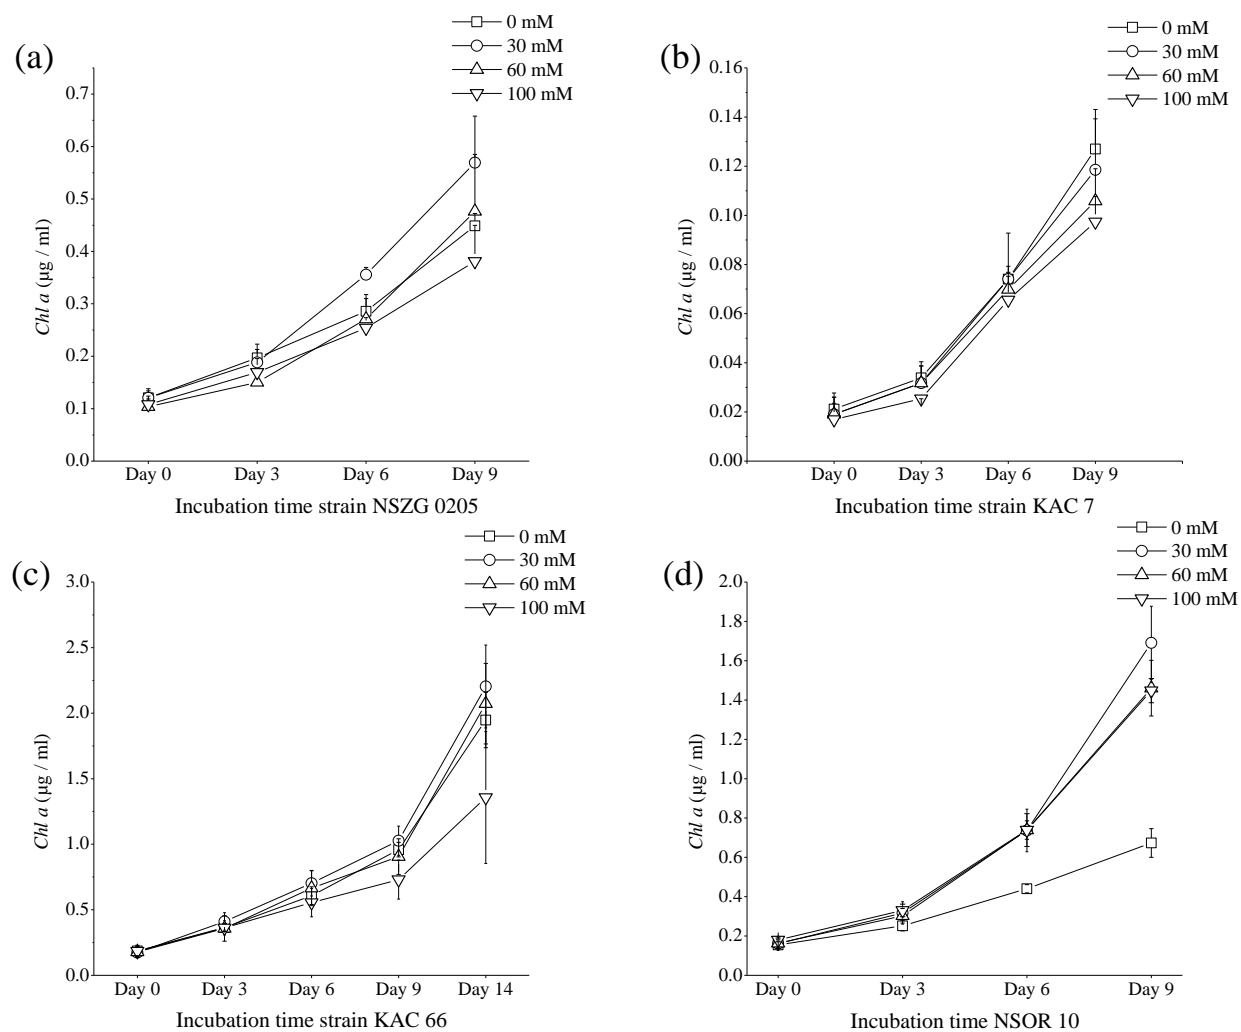 (a)
0 mM
30 mM
60 mM
100 mM
0.7
0.6
0.5
0.4
0.3
0.2
0.1
0.0
Chl a (µg / ml)
Day 0 Day 3 Day 6 Day 9
Incubation time strain NSZG 0205
(b)
0 mM
30 mM
60 mM
100 mM
0.16
0.14
0.12
0.10
0.08
0.06
0.04
0.02
0.00
Chl a (µg / ml)
Day 0 Day 3 Day 6 Day 9
Incubation time strain KAC 7
(c)
0 mM
30 mM
60 mM
100 mM
3.0
2.5
2.0
1.5
1.0
0.5
0.0
Chl a (µg / ml)
Day 0 Day 3 Day 6 Day 9 Day 14
Incubation time strain KAC 66
(d)
0 mM
30 mM
60 mM
100 mM
2.0
1.8
1.6
1.4
1.2
1.0
0.8
0.6
0.4
0.2
0.0
Chl a (µg / ml)
Day 0 Day 3 Day 6 Day 9
Incubation time NSOR 10